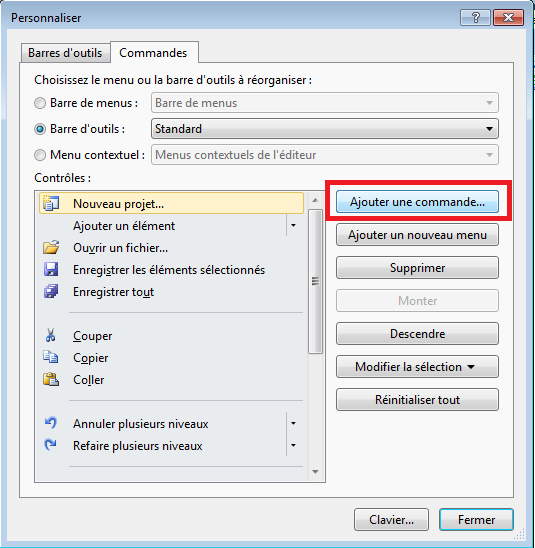 Personnaliser
Barres d'outils
Commandes
Choisissez le menu ou la barre d'outils à réorganiser :
Barre de menus :
Barre de menus
Barre d'outils :
Standard
Menu contextuel :
Menus contextuels de l'éditeur
Contrôles :
Nouveau projet...
Ajouter un élément
Ouvrir un fichier...
Enregistrer les éléments sélectionnés
Enregistrer tout
Couper
Copier
Coller
Annuler plusieurs niveaux
Refaire plusieurs niveaux
Ajouter une commande...
Ajouter un nouveau menu
Supprimer
Monter
Descendre
Modifier la sélection
Réinitialiser tout
Clavier...
Fermer